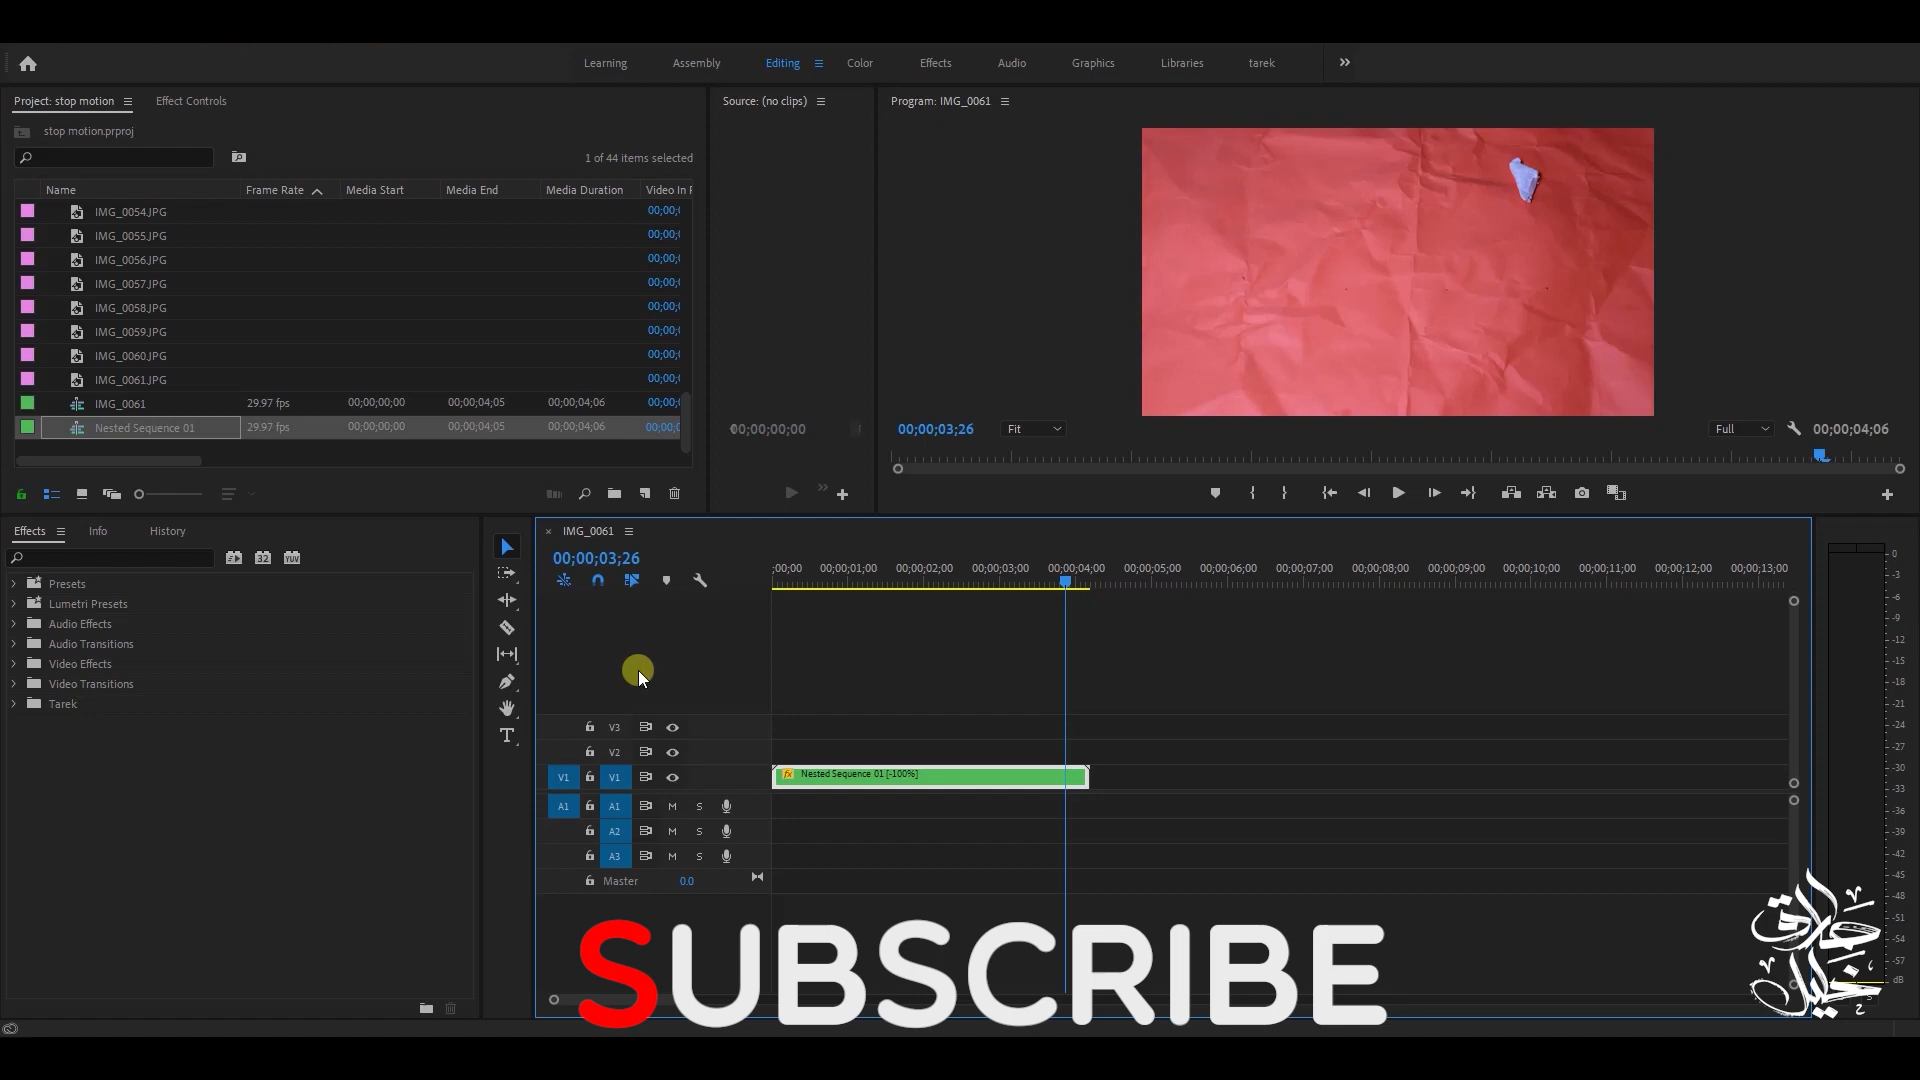 Learning Assembly Editing Color Effects Audio Graphics Libraries tarek
Project: stop motion Effect Controls
stop motion.prproj
1 of 44 items selected
Name Frame Rate Media Start Media End Media Duration Video In P
IMG_0054.JPG 00;00;(
IMG_0055.JPG 00;00;(
IMG_0056.JPG 00;00;(
IMG_0057.JPG 00;00;(
IMG_0058.JPG 00;00;(
IMG_0059.JPG 00;00;(
IMG_0060.JPG 00;00;(
IMG_0061.JPG 00;00;(
IMG_0061 29.97 fps 00;00;00;00 00;00;04;05 00;00;04;06 00;00;(
Nested Sequence 01 29.97 fps 00;00;00;00 00;00;04;05 00;00;04;06 00;00;0
Source: (no clips)
00;00;00;00
Program: IMG_0061
00;00;03;26 Fit Full 00;00;04;06
Effects Info History
32 YUV
Presets
Lumetri Presets
Audio Effects
Audio Transitions
Video Effects
Video Transitions
Tarek
IMG_0061
00;00;03;26
;00;00 00;00;01;00 00;00;02;00 00;00;03;00 00;00;04;00 00;00;05;00 00;00;06;00 00;00;07;00 00;00;08;00 00;00;09;00 00;00;10;00 00;00;11;00 00;00;12;00 00;00;13;00
V3
V2
V1 V1 fx Nested Sequence 01 [-100%]
A1 A1 M S
A2 M S
A3 M S
Master 0.0
0
-3
-6
-9
-12
-15
-18
-21
-24
-27
-30
-33
-36
-39
-42
-45
-48
-51
-54
-57
dB
S
SUBSCRIBE
طارق
خليل